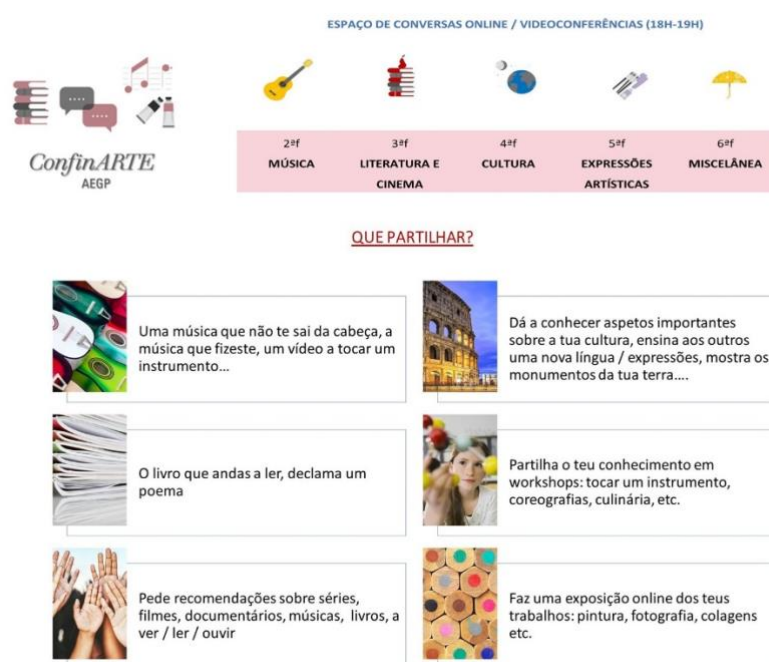 ESPAÇO DE CONVERSAS ONLINE / VIDEOCONFERÊNCIAS (18H-19H)
ConfinARTE
AEGP
2ªf
MÚSICA
3ªf
LITERATURA E
CINEMA
4ªf
CULTURA
5ªf
EXPRESSÕES
ARTÍSTICAS
6ªf
MISCELÂNEA
QUE PARTILHAR?
Uma música que não te sai da cabeça, a
música que fizeste, um vídeo a tocar um
instrumento...
Dá a conhecer aspetos importantes
sobre a tua cultura, ensina aos outros
uma nova língua / expressões, mostra os
monumentos da tua terra....
O livro que andas a ler, declama um
poema
Partilha o teu conhecimento em
workshops: tocar um instrumento,
coreografias, culinária, etc.
Pede recomendações sobre séries,
filmes, documentários, músicas, livros, a
ver / ler / ouvir
Faz uma exposição online dos teus
trabalhos: pintura, fotografia, colagens
etc.